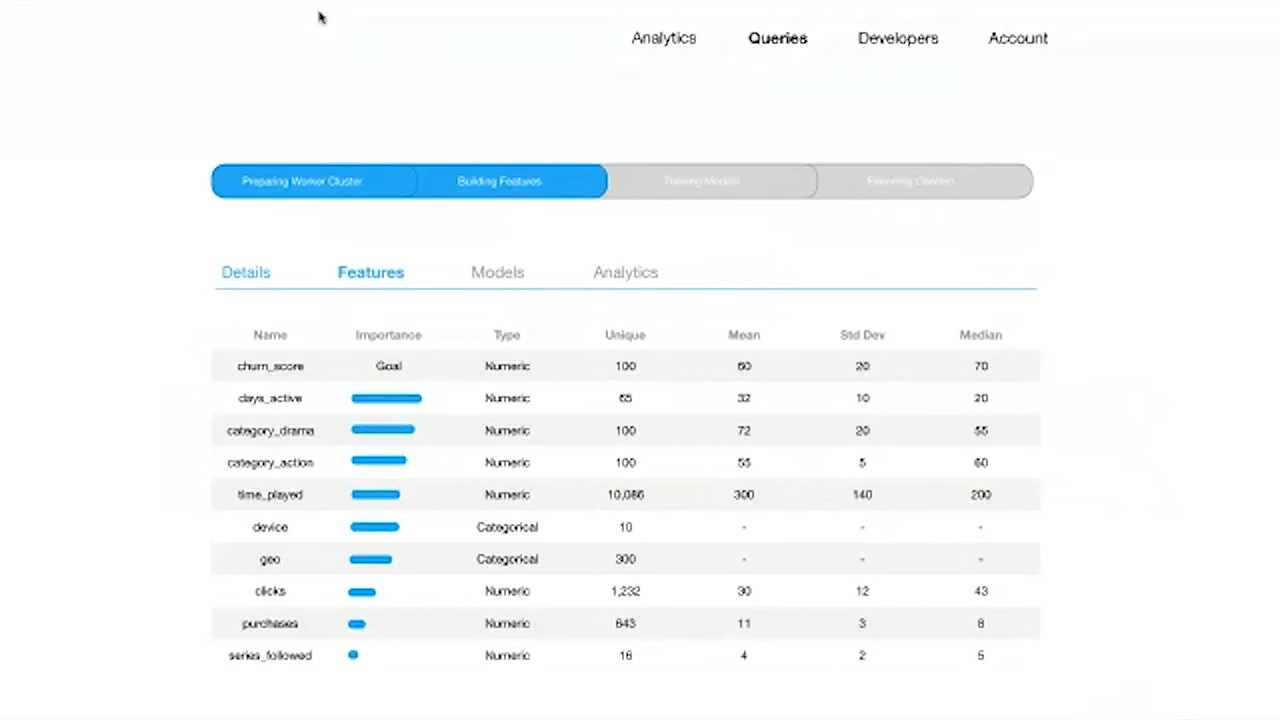 Analytics Queries Developers Account
Preparing Worker Cluster Building Features Training Models
Details Features Models Analytics
Name Importance Type Unique Mean Std Dev Median
churn_score Goal Numeric 100 60 20 70
days_active Numeric 65 32 10 20
category_drama Numeric 100 72 20 55
category_action Numeric 100 55 5 60
time_played Numeric 10,086 300 140 200
device Categorical 10 - - -
geo Categorical 300 - - -
clicks Numeric 1,232 30 12 43
purchases Numeric 643 11 3 8
series_followed Numeric 16 4 2 5